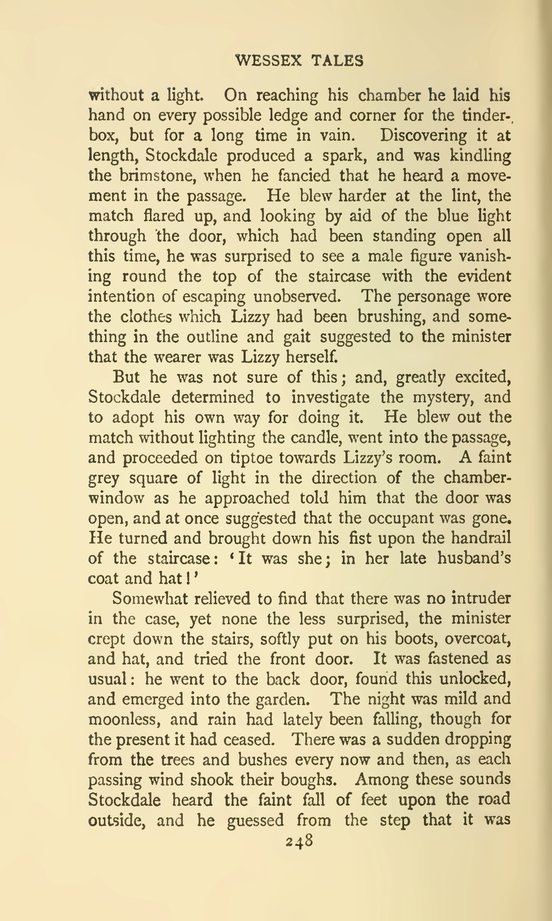 WESSEX TALES
without a light. On reaching his chamber he laid his
hand on every possible ledge and corner for the tinder-
box, but for a long time in vain. Discovering it at
length, Stockdale produced a spark, and was kindling
the brimstone, when he fancied that he heard a move-
ment in the passage. He blew harder at the lint, the
match flared up, and looking by aid of the blue light
through the door, which had been standing open all
this time, he was surprised to see a male figure vanish-
ing round the top of the staircase with the evident
intention of escaping unobserved. The personage wore
the clothes which Lizzy had been brushing, and some-
thing in the outline and gait suggested to the minister
that the wearer was Lizzy herself.
But he was not sure of this; and, greatly excited,
Stockdale determined to investigate the mystery, and
to adopt his own way for doing it. He blew out the
match without lighting the candle, went into the passage,
and proceeded on tiptoe towards Lizzy's room. A faint
grey square of light in the direction of the chamber-
window as he approached told him that the door was
open, and at once suggested that the occupant was gone.
He turned and brought down his fist upon the handrail
of the staircase: 'It was she; in her late husband's
coat and hat!'
Somewhat relieved to find that there was no intruder
in the case, yet none the less surprised, the minister
crept down the stairs, softly put on his boots, overcoat,
and hat, and tried the front door. It was fastened as
usual: he went to the back door, found this unlocked,
and emerged into the garden. The night was mild and
moonless, and rain had lately been falling, though for
the present it had ceased. There was a sudden dropping
from the trees and bushes every now and then, as each
passing wind shook their boughs. Among these sounds
Stockdale heard the faint fall of feet upon the road
outside, and he guessed from the step that it was
248